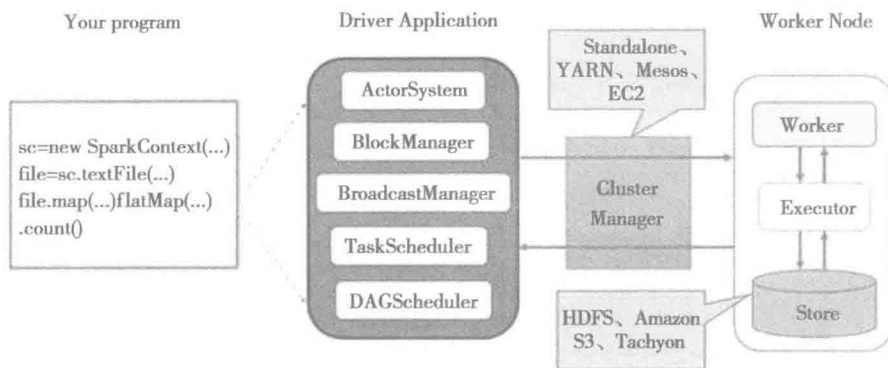 Your program
Driver Application
Worker Node
sc=new SparkContext(...)
file=sc.textFile(...)
file.map(...)flatMap(...)
.count()
ActorSystem
BlockManager
BroadcastManager
TaskScheduler
DAGScheduler
Standalone、
YARN、Mesos、
EC2
Cluster
Manager
Worker
Executor
Store
HDFS、Amazon
S3、Tachyon